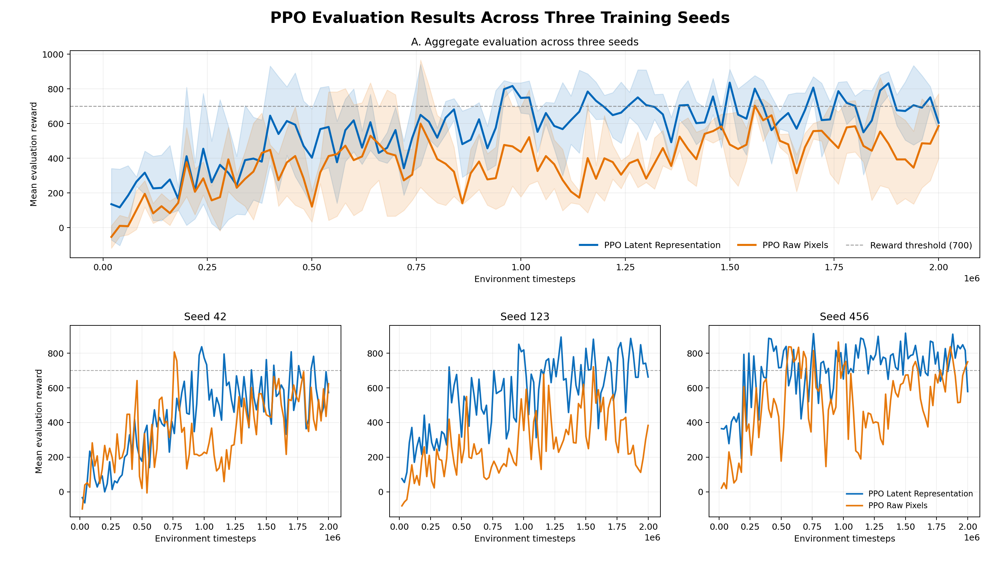 PPO Evaluation Results Across Three Training Seeds
A. Aggregate evaluation across three seeds
Mean evaluation reward
1000
800
600
400
200
0
PPO Latent Representation
PPO Raw Pixels
Reward threshold (700)
0.00 0.25 0.50 0.75 1.00 1.25 1.50 1.75 2.00
1e6
Environment timesteps
Seed 42
Mean evaluation reward
800
600
400
200
0
0.00 0.25 0.50 0.75 1.00 1.25 1.50 1.75 2.00
1e6
Environment timesteps
Seed 123
800
600
400
200
0
0.00 0.25 0.50 0.75 1.00 1.25 1.50 1.75 2.00
1e6
Environment timesteps
Seed 456
800
600
400
200
0
PPO Latent Representation
PPO Raw Pixels
0.00 0.25 0.50 0.75 1.00 1.25 1.50 1.75 2.00
1e6
Environment timesteps